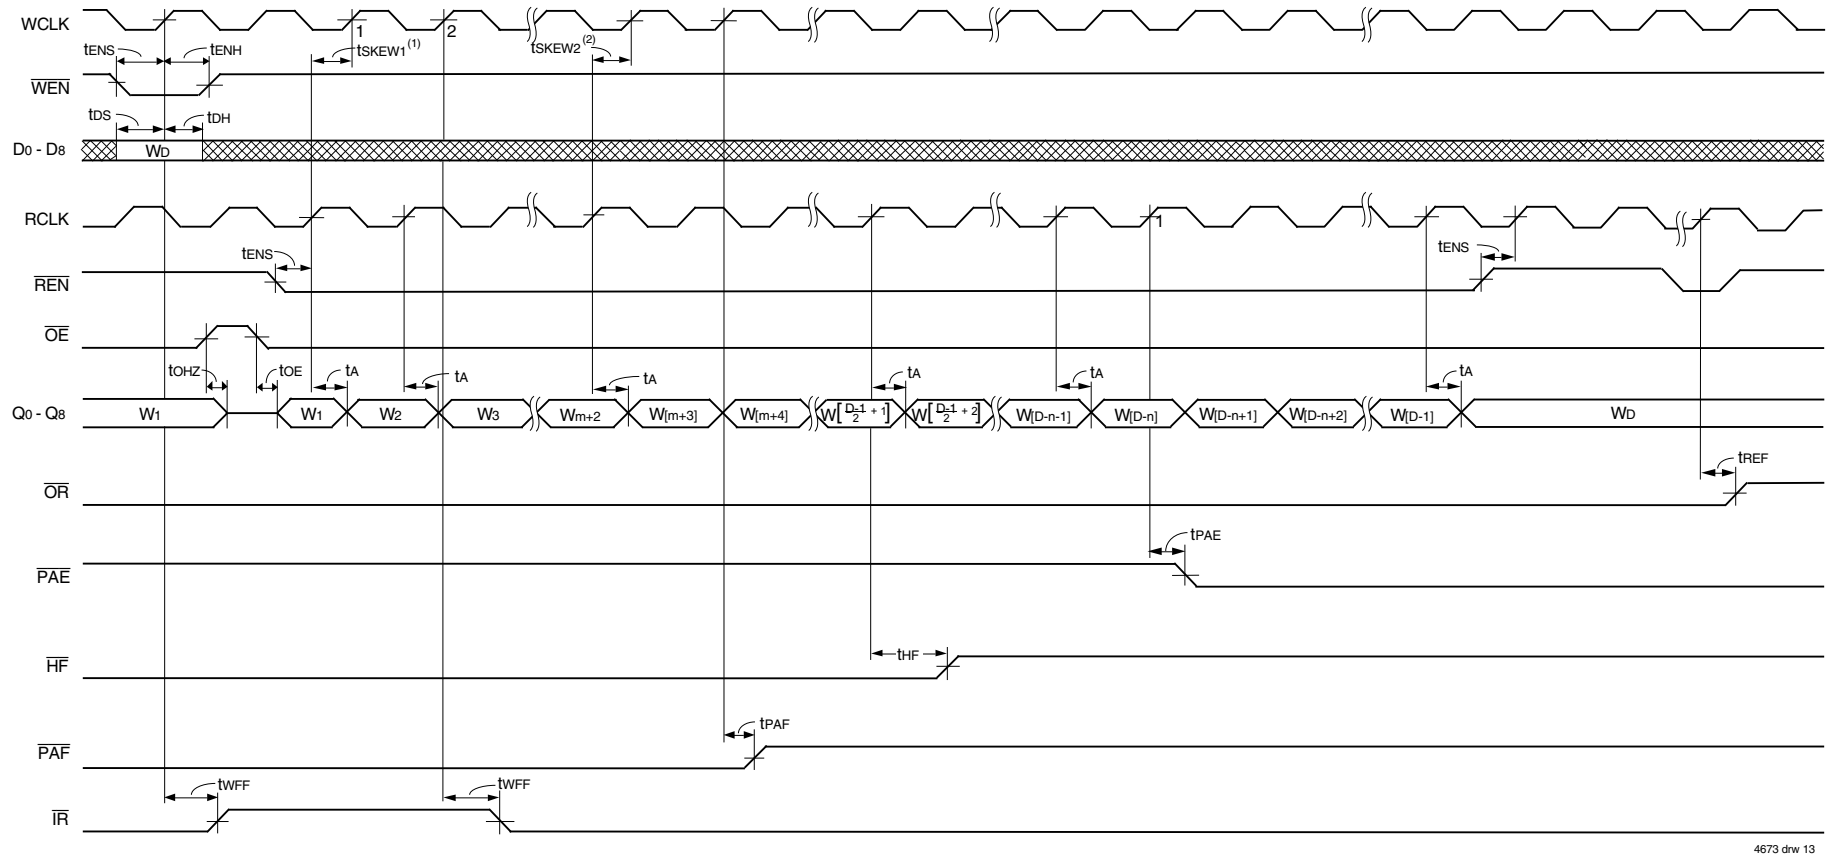 WCLK
1
2
tENS
tENH
tSKEW1(1)
tSKEW2(2)
WEN
tDS
tDH
D0 - D8
WD
RCLK
1
tENS
tENS
REN
OE
tOHZ
tOE
tA
tA
tA
tA
tA
tA
Q0 - Q8
W1
W1
W2
W3
Wm+2
W[m+3]
W[m+4]
W[D-1/2 + 1]
W[D-1/2 + 2]
W[D-n-1]
W[D-n]
W[D-n+1]
W[D-n+2]
W[D-1]
WD
tREF
OR
tPAE
PAE
tHF
HF
tPAF
PAF
tWFF
tWFF
IR
4673 drw 13